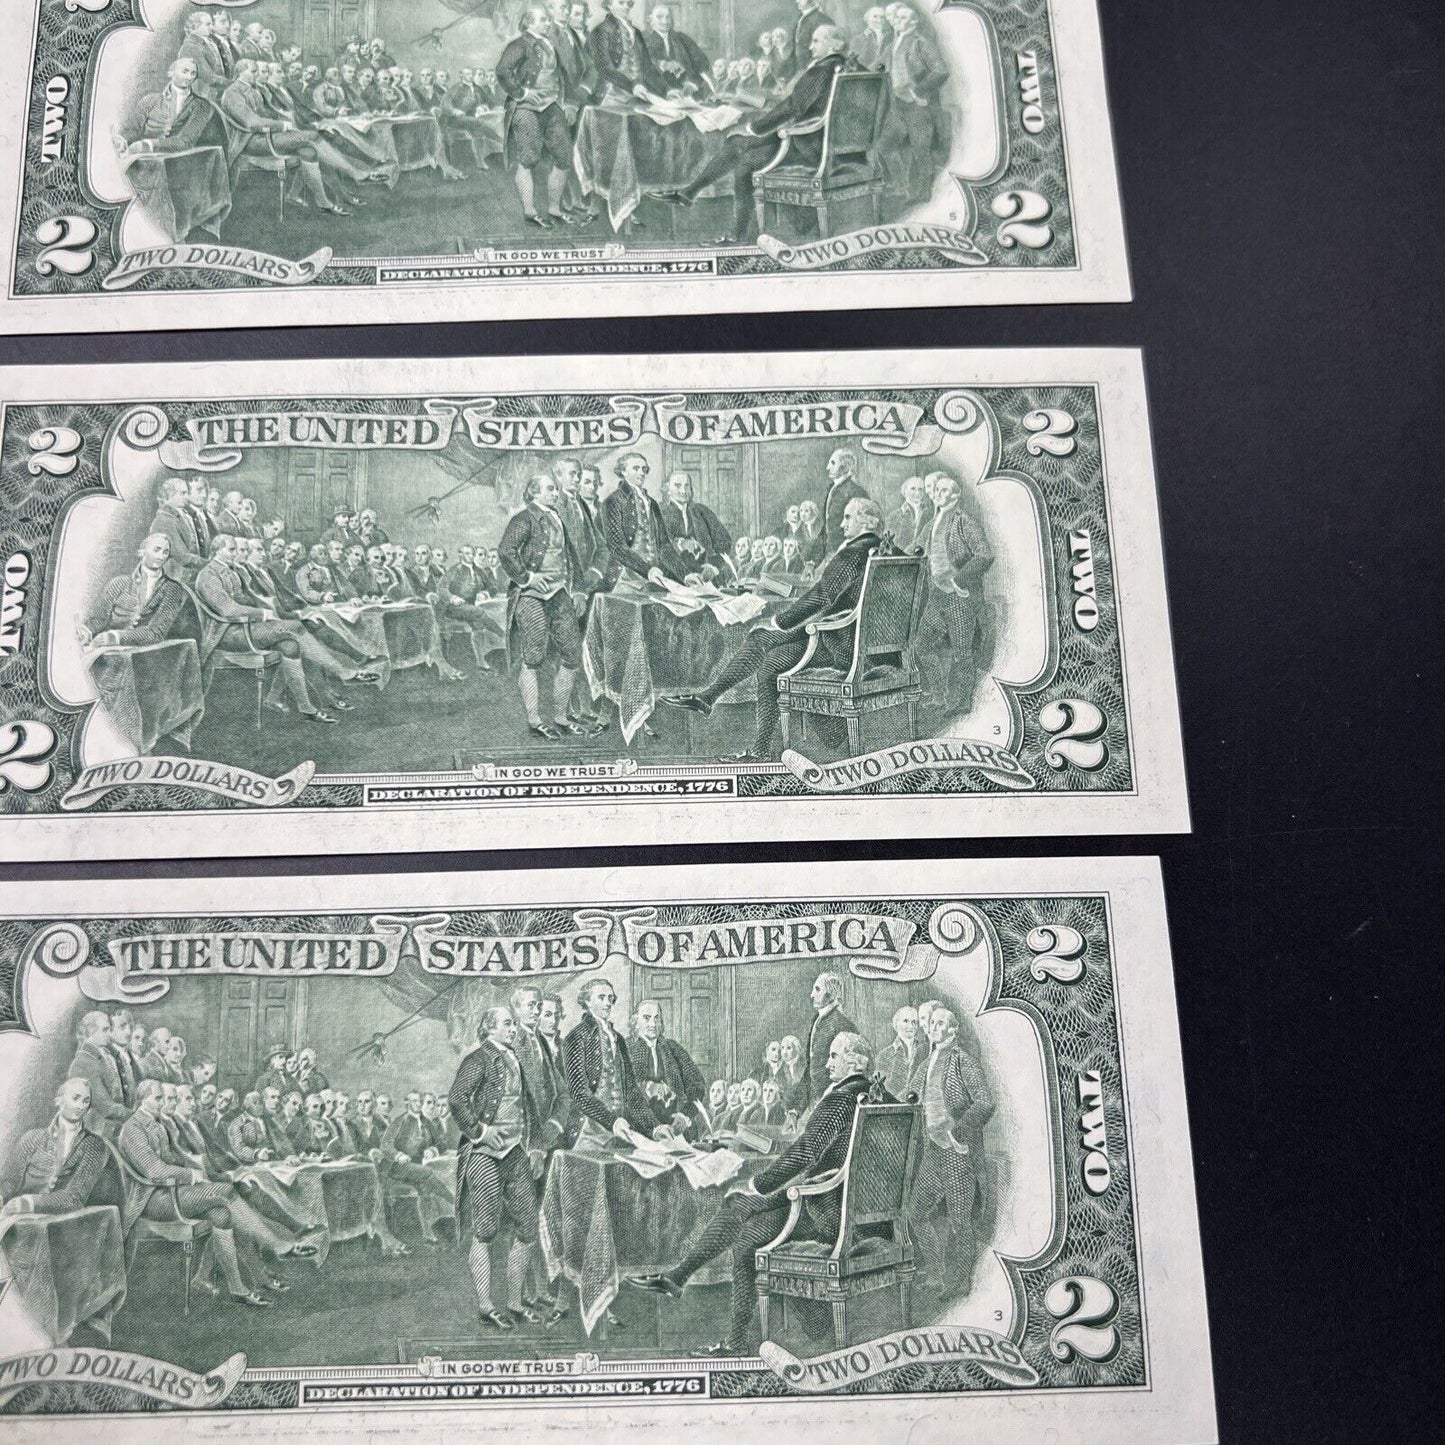 TWO
TWO
2
2
5
TWO DOLLARS
IN GOD WE TRUST
TWO DOLLARS
DECLARATION OF INDEPENDENCE, 1776
THE UNITED STATES OF AMERICA
2
2
TWO
TWO
2
2
3
TWO DOLLARS
IN GOD WE TRUST
TWO DOLLARS
DECLARATION OF INDEPENDENCE, 1776
THE UNITED STATES OF AMERICA
2
TWO
2
3
TWO DOLLARS
IN GOD WE TRUST
TWO DOLLARS
DECLARATION OF INDEPENDENCE, 1776